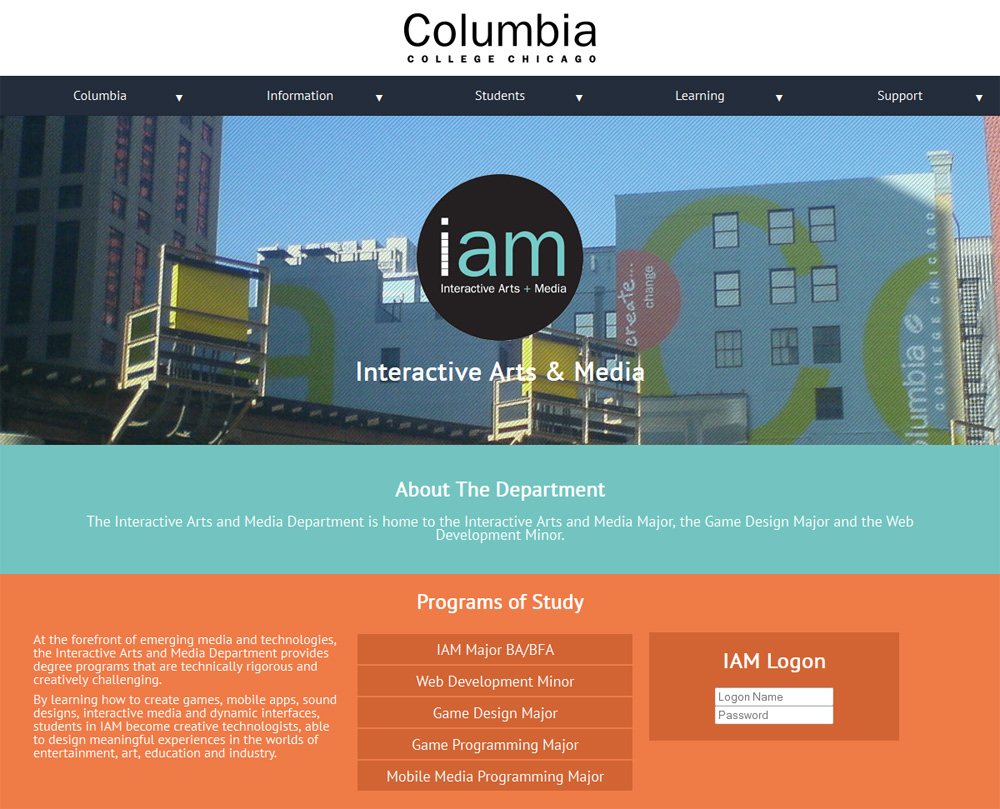 Columbia
COLLEGE CHICAGO
Columbia ▼ Information ▼ Students ▼ Learning ▼ Support ▼
iam
Interactive Arts + Media
create...
change
COLLEGE CHICAGO
Interactive Arts & Media
About The Department
The Interactive Arts and Media Department is home to the Interactive Arts and Media Major, the Game Design Major and the Web
Development Minor.
Programs of Study
At the forefront of emerging media and technologies,
the Interactive Arts and Media Department provides
degree programs that are technically rigorous and
creatively challenging.
By learning how to create games, mobile apps, sound
designs, interactive media and dynamic interfaces,
students in IAM become creative technologists, able
to design meaningful experiences in the worlds of
entertainment, art, education and industry.
IAM Major BA/BFA
Web Development Minor
Game Design Major
Game Programming Major
Mobile Media Programming Major
IAM Logon
Logon Name
Password